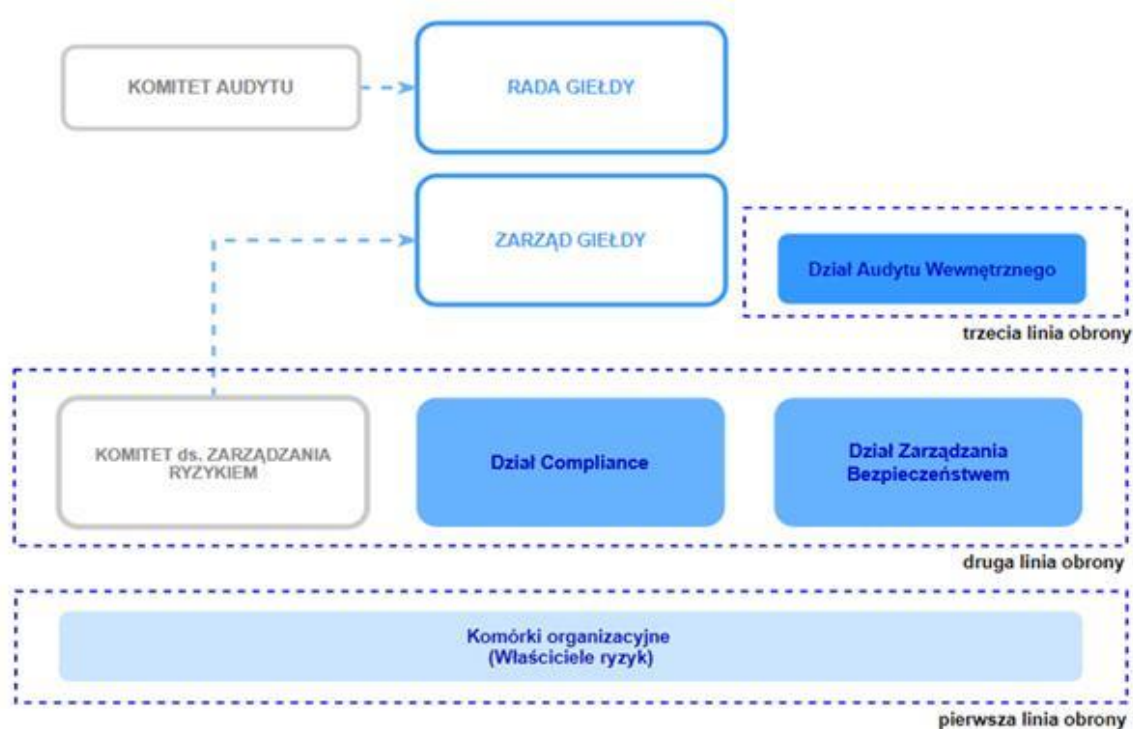 KOMITET AUDYTU
RADA GIEŁDY
ZARZĄD GIEŁDY
Dział Audytu Wewnętrznego
trzecia linia obrony
KOMITET ds. ZARZĄDZANIA
RYZYKIEM
Dział Compliance
Dział Zarządzania
Bezpieczeństwem
druga linia obrony
Komórki organizacyjne
(Właściciele ryzyk)
pierwsza linia obrony